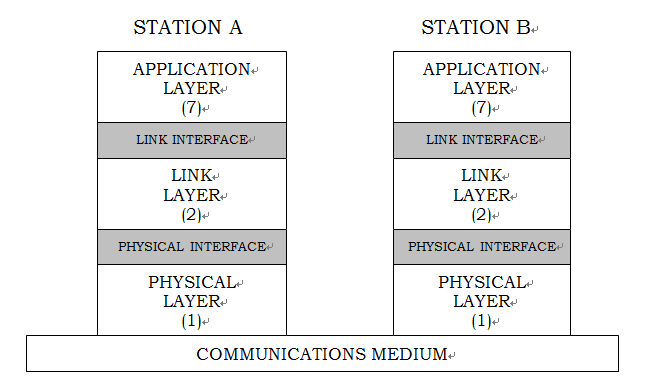 STATION A
STATION B
APPLICATION
LAYER
(7)
LINK INTERFACE
LINK
LAYER
(2)
PHYSICAL INTERFACE
PHYSICAL
LAYER
(1)
APPLICATION
LAYER
(7)
LINK INTERFACE
LINK
LAYER
(2)
PHYSICAL INTERFACE
PHYSICAL
LAYER
(1)
COMMUNICATIONS MEDIUM